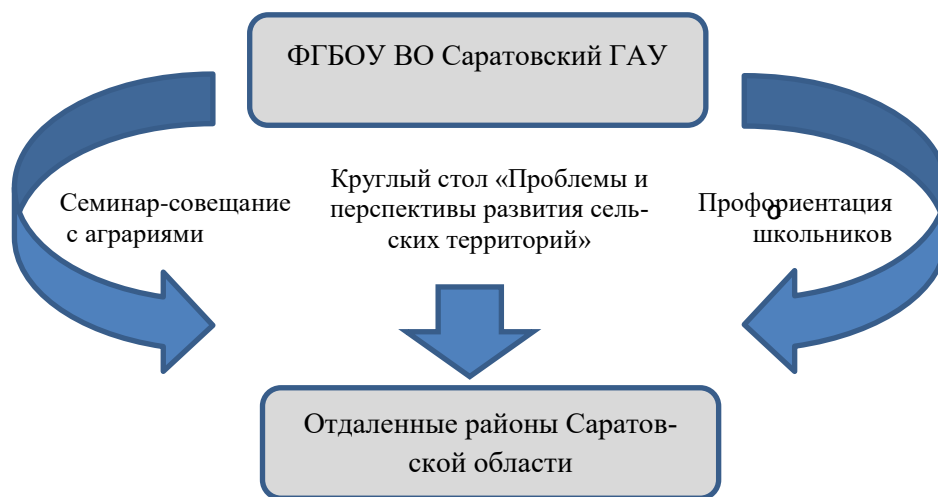 ФГБОУ ВО Саратовский ГАУ
Семинар-совещание
с аграриями
Круглый стол «Проблемы и
перспективы развития сель-
ских территорий»
Профориентация
школьников
о
Отдаленные районы Саратов-
ской области